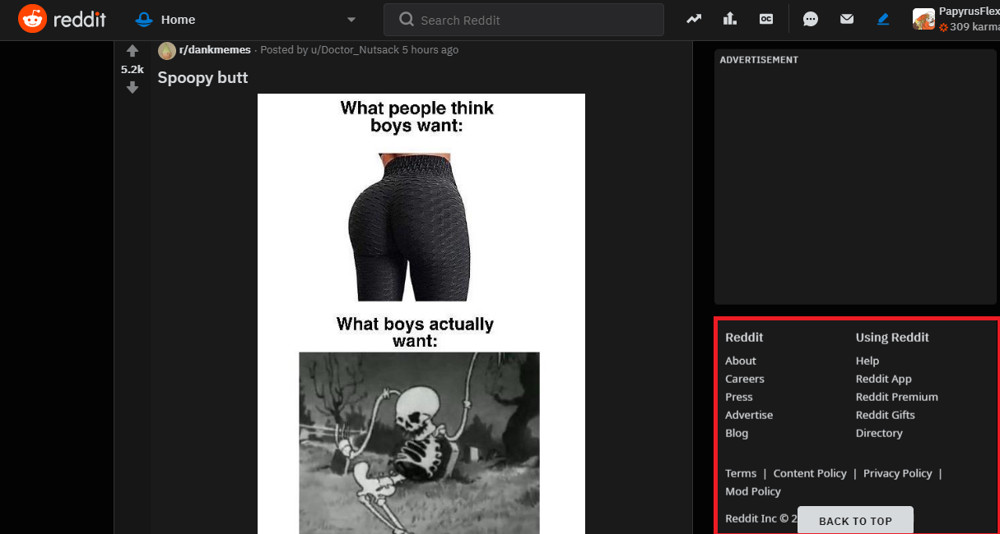 reddit
Home
Search Reddit
OC
PapyrusFlex
309 karma
r/dankmemes · Posted by u/Doctor_Nutsack 5 hours ago
5.2k
Spoopy butt
What people think
boys want:
What boys actually
want:
ADVERTISEMENT
Reddit
About
Careers
Press
Advertise
Blog
Using Reddit
Help
Reddit App
Reddit Premium
Reddit Gifts
Directory
Terms | Content Policy | Privacy Policy |
Mod Policy
Reddit Inc © 2
BACK TO TOP